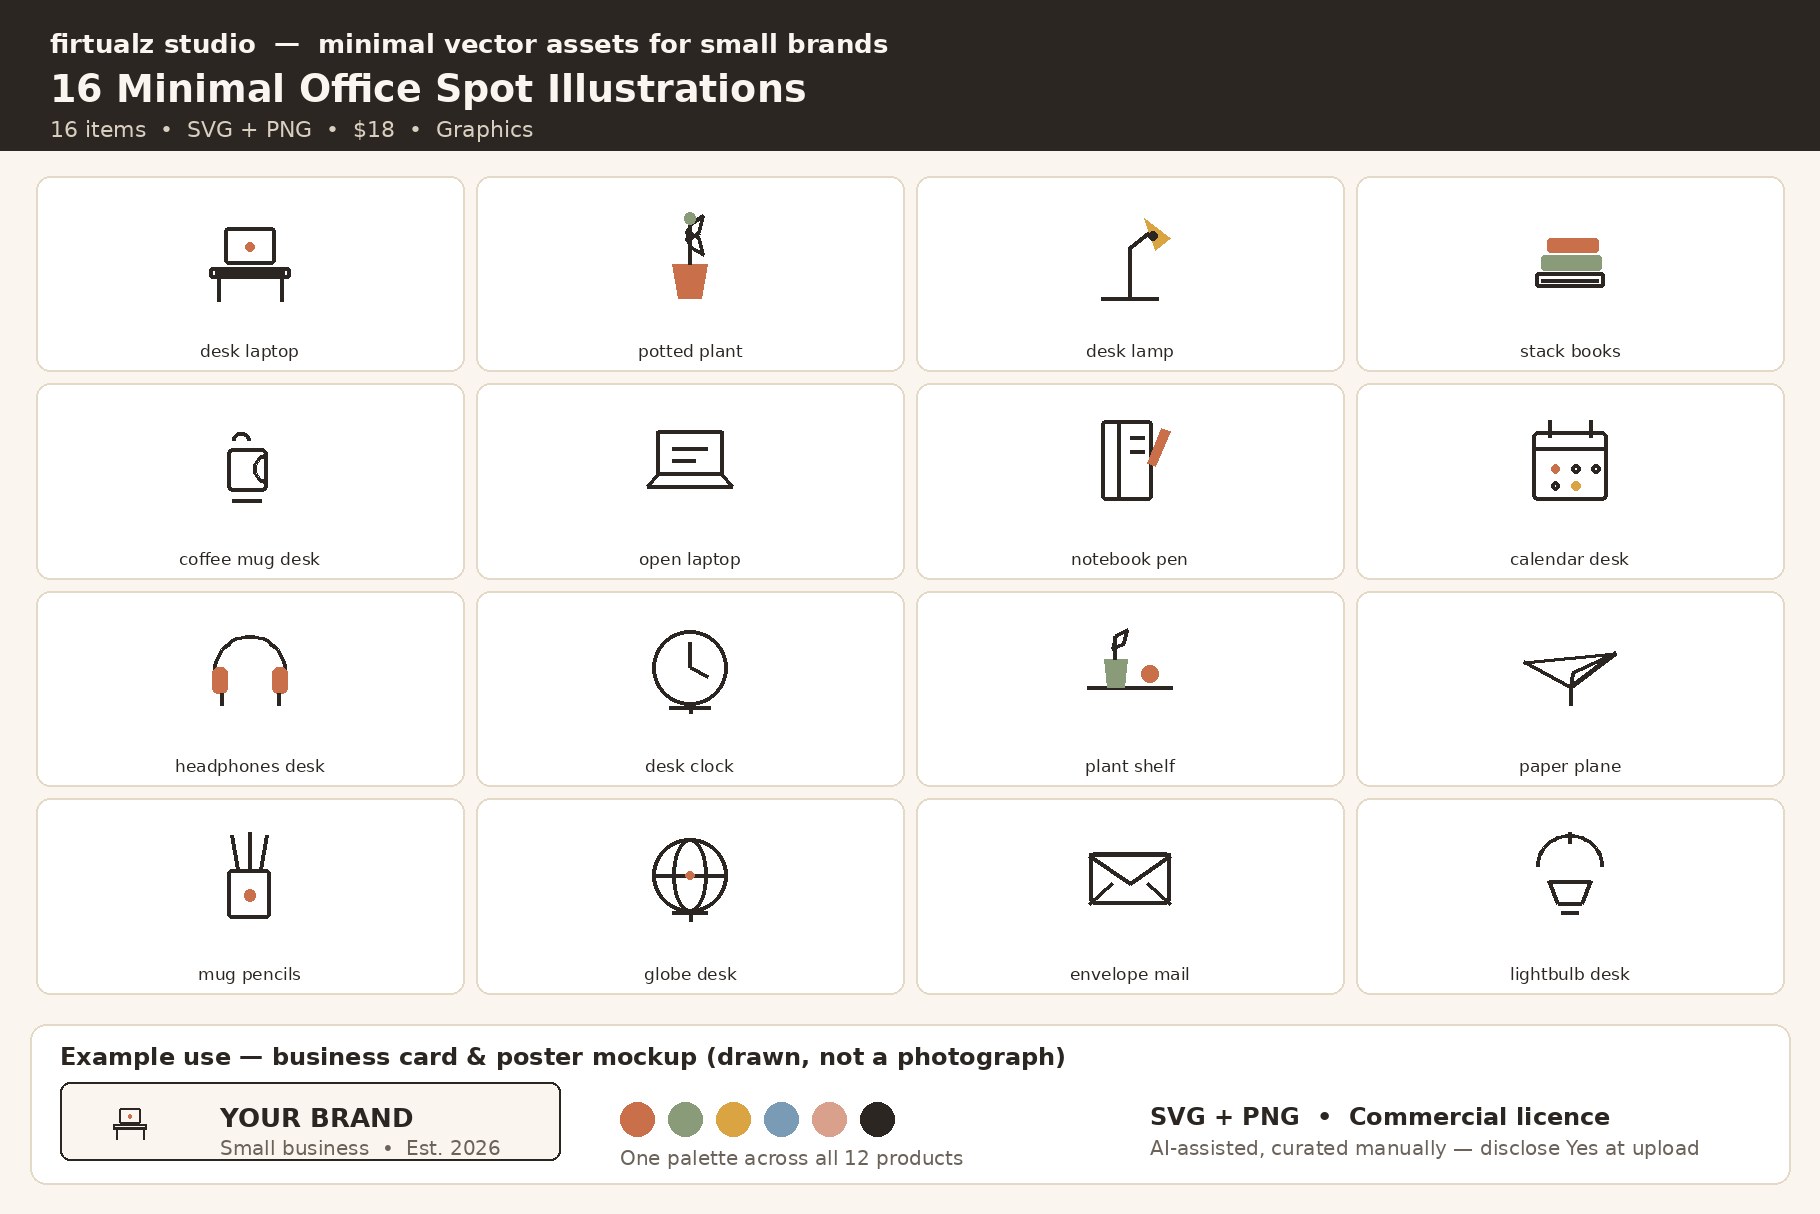 firtualz studio — minimal vector assets for small brands
16 Minimal Office Spot Illustrations
16 items • SVG + PNG • $18 • Graphics
desk laptop
potted plant
desk lamp
stack books
coffee mug desk
open laptop
notebook pen
calendar desk
headphones desk
desk clock
plant shelf
paper plane
mug pencils
globe desk
envelope mail
lightbulb desk
Example use — business card & poster mockup (drawn, not a photograph)
YOUR BRAND
Small business • Est. 2026
One palette across all 12 products
SVG + PNG • Commercial licence
AI-assisted, curated manually — disclose Yes at upload